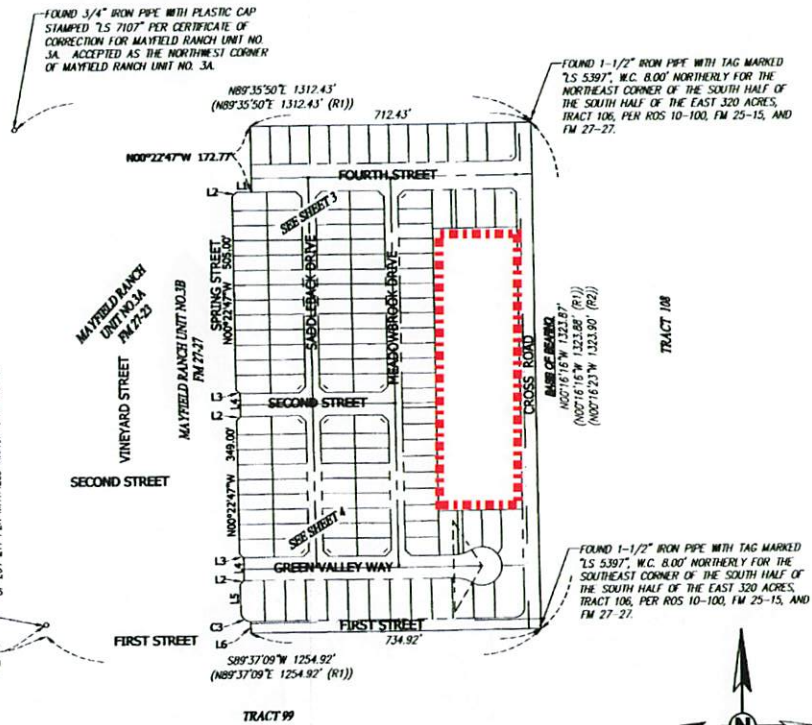 FOUND 3/4" IRON PIPE WITH PLASTIC CAP
STAMPED "LS 7107" PER CERTIFICATE OF
CORRECTION FOR MAYFIELD RANCH UNIT NO.
3A. ACCEPTED AS THE NORTHWEST CORNER
OF MAYFIELD RANCH UNIT NO. 3A.
FOUND 1-1/2" IRON PIPE WITH TAG MARKED
"LS 5397", W.C. 8.00' NORTHERLY FOR THE
NORTHEAST CORNER OF THE SOUTH HALF OF
THE SOUTH HALF OF THE EAST 320 ACRES,
TRACT 106, PER ROS 10-100, FM 25-15, AND
FM 27-27.
N89°35'50"E 1312.43'
(N89°35'50"E 1312.43' (R1))
712.43'
N00°22'47"W 172.77'
L1
L2
FOURTH STREET
SEE SHEET 3
SPRING STREET
N00°22'47"W 505.00'
SADDLEBACK DRIVE
MEADOWBROOK DRIVE
CROSS ROAD
BASIS OF BEARING
N00°16'16"W 1323.87'
(N00°16'16"W 1323.88' (R1))
(N00°16'23"W 1323.90' (R2))
TRACT 108
MAYFIELD RANCH
UNIT NO.3A
FM 27-23
VINEYARD STREET
MAYFIELD RANCH UNIT NO.3B
FM 27-27
L3
L4
SECOND STREET
L2
SECOND STREET
N00°22'47"W 349.00'
SEE SHEET 4
L3
L4
GREEN VALLEY WAY
L2
L5
C3
FIRST STREET
L6
FIRST STREET
734.92'
S89°37'09"W 1254.92'
(N89°37'09"E 1254.92' (R1))
FOUND 1-1/2" IRON PIPE WITH TAG MARKED
"LS 5397", W.C. 8.00' NORTHERLY FOR THE
SOUTHEAST CORNER OF THE SOUTH HALF OF
THE SOUTH HALF OF THE EAST 320 ACRES,
TRACT 106, PER ROS 10-100, FM 25-15, AND
FM 27-27.
TRACT 99
N